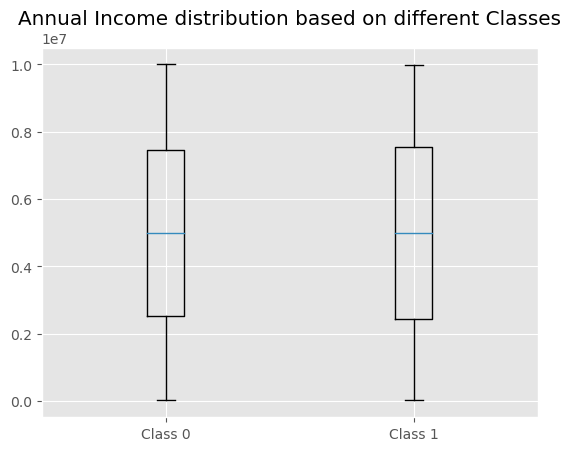 Annual Income distribution based on different Classes
1e7
1.0
0.8
0.6
0.4
0.2
0.0
Class 0 Class 1